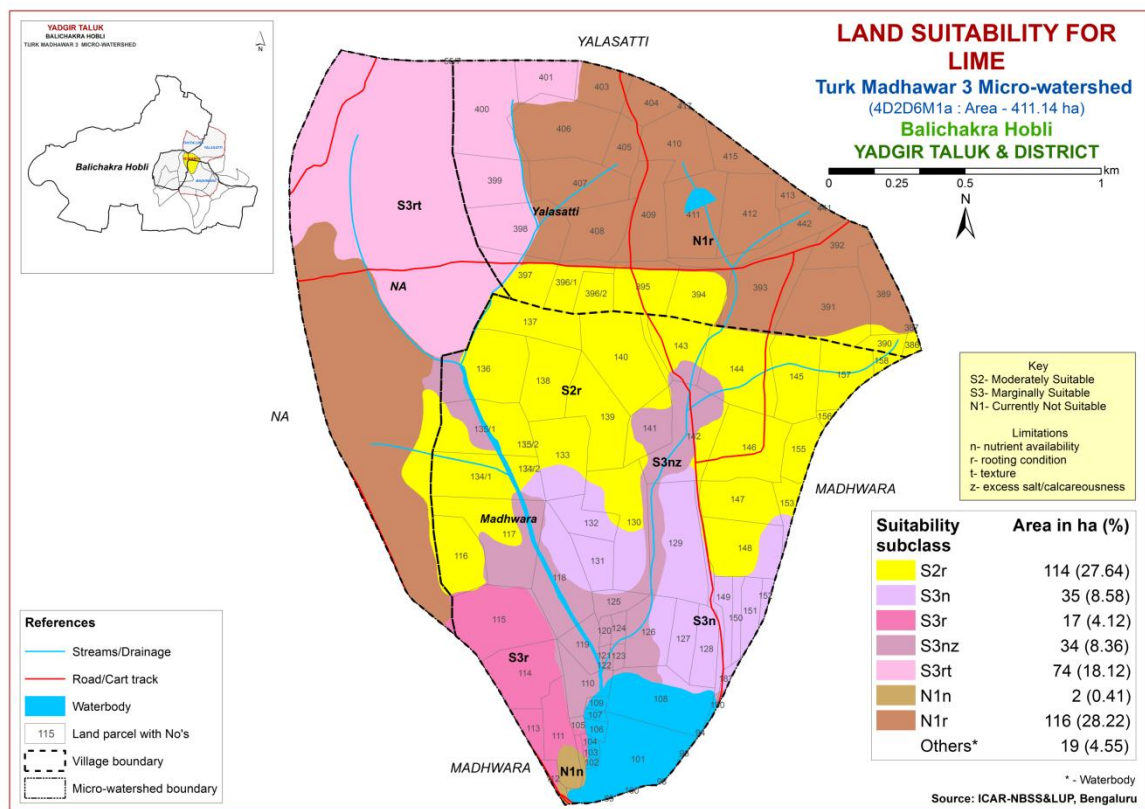 YADGIR TALUK
BALICHAKRA HOBLI
TURK MADHAWAR 3 MICRO-WATERSHED
N
YALASATTI
Balichakra Hobli
LAND SUITABILITY FOR
LIME
Turk Madhawar 3 Micro-watershed
(4D2D6M1a : Area - 411.14 ha)
Balichakra Hobli
YADGIR TALUK & DISTRICT
0 0.25 0.5 1 km
N
YALASATTI
401
403
404
400
406
405
410
415
399
407
413
S3rt
Yalasatti
409
411
412
442
398
408
N1r
392
397
396/1
396/2
395
394
393
391
389
NA
137
143
390
386
158
136
140
144
145
157
138
S2r
139
156
NA
135/1
141
142
135/2
146
155
133
S3nz
134/1
134/2
147
153
MADHWARA
Madhwara
132
130
117
129
148
116
131
118
149
151
150
115
125
120
124
126
S3n
127
128
119
121
123
122
S3r
114
110
108
109
107
113
111
105
106
104
103
102
101
N1n
MADHWARA
Key
S2- Moderately Suitable
S3- Marginally Suitable
N1- Currently Not Suitable
Limitations
n- nutrient availability
r- rooting condition
t- texture
z- excess salt/calcareousness
Suitability subclass Area in ha (%)
S2r 114 (27.64)
S3n 35 (8.58)
S3r 17 (4.12)
S3nz 34 (8.36)
S3rt 74 (18.12)
N1n 2 (0.41)
N1r 116 (28.22)
Others* 19 (4.55)
* - Waterbody
Source: ICAR-NBSS&LUP, Bengaluru
References
Streams/Drainage
Road/Cart track
Waterbody
115 Land parcel with No's
Village boundary
Micro-watershed boundary